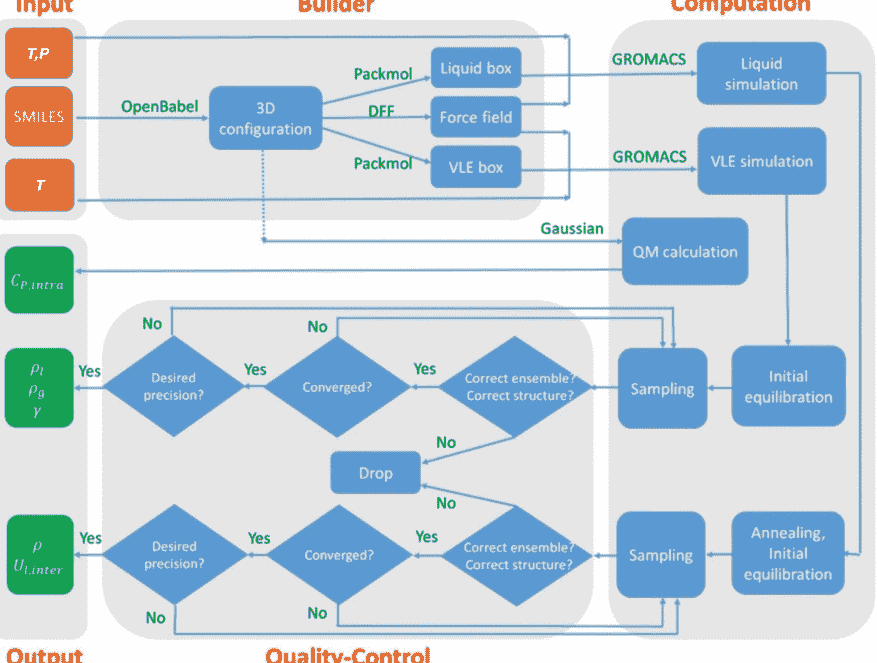 Input
Builder
Computation
T,P
SMILES
T
OpenBabel
3D
configuration
Packmol
DFF
Packmol
Liquid box
Force field
VLE box
GROMACS
GROMACS
Liquid
simulation
VLE simulation
Gaussian
QM calculation
C_{P,intra}
No
No
Yes
Desired
precision?
Yes
Converged?
Yes
Correct ensemble?
Correct structure?
Sampling
Initial
equilibration
ρ_l
ρ_g
γ
No
Drop
No
Yes
Desired
precision?
Yes
Converged?
Yes
Correct ensemble?
Correct structure?
Sampling
Annealing,
Initial
equilibration
ρ
U_{l,inter}
No
No
Output
Quality-Control